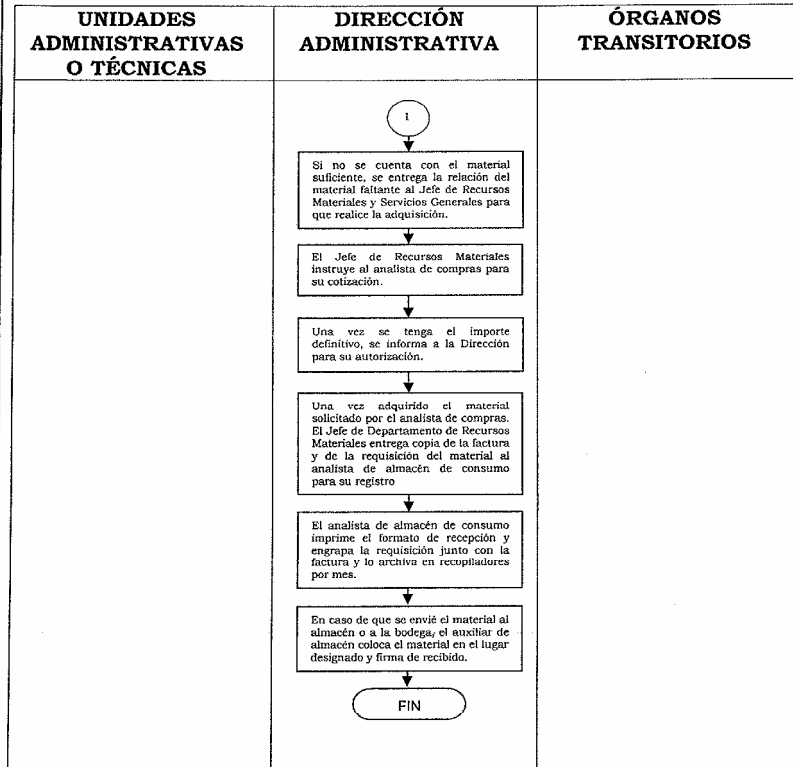 UNIDADES
ADMINISTRATIVAS
O TÉCNICAS
DIRECCIÓN
ADMINISTRATIVA
ÓRGANOS
TRANSITORIOS
1
Si no se cuenta con el material
suficiente, se entrega la relación del
material faltante al Jefe de Recursos
Materiales y Servicios Generales para
que realice la adquisición.
El Jefe de Recursos Materiales
instruye al analista de compras para
su cotización.
Una vez se tenga el importe
definitivo, se informa a la Dirección
para su autorización.
Una vez adquirido el material
solicitado por el analista de compras.
El Jefe de Departamento de Recursos
Materiales entrega copia de la factura
y de la requisición del material al
analista de almacén de consumo
para su registro
El analista de almacén de consumo
imprime el formato de recepción y
engrapa la requisición junto con la
factura y lo archiva en recopiladores
por mes.
En caso de que se envié el material al
almacén o a la bodega, el auxiliar de
almacén coloca el material en el lugar
designado y firma de recibido.
FIN